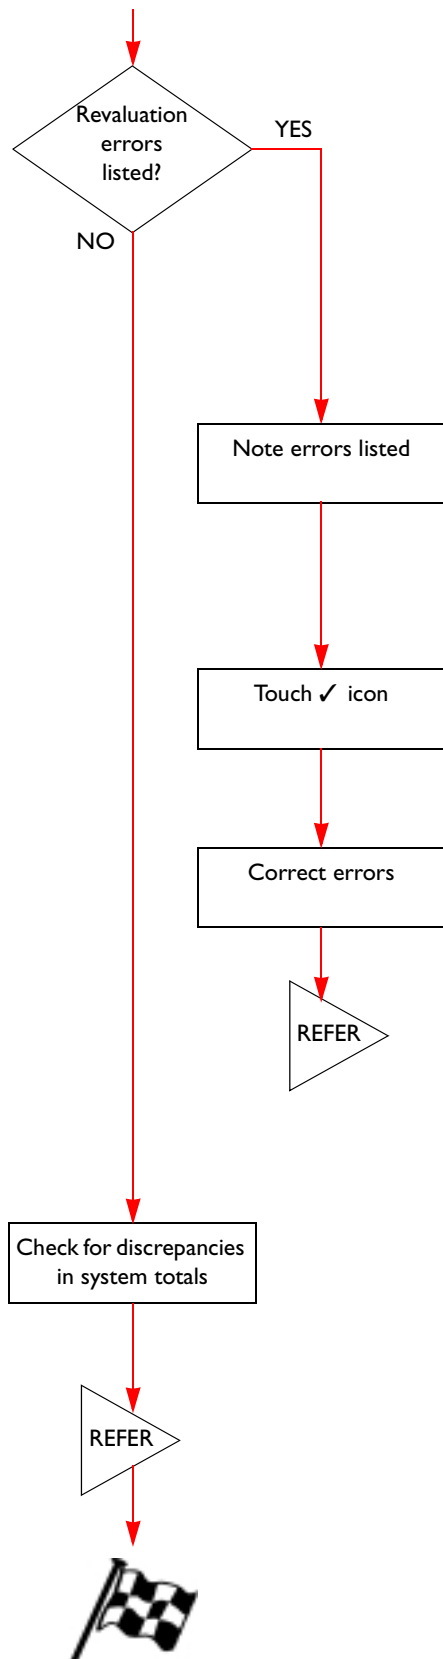 Revaluation
errors
listed?
YES
NO
Note errors listed
Touch ✓ icon
Correct errors
REFER
Check for discrepancies
in system totals
REFER